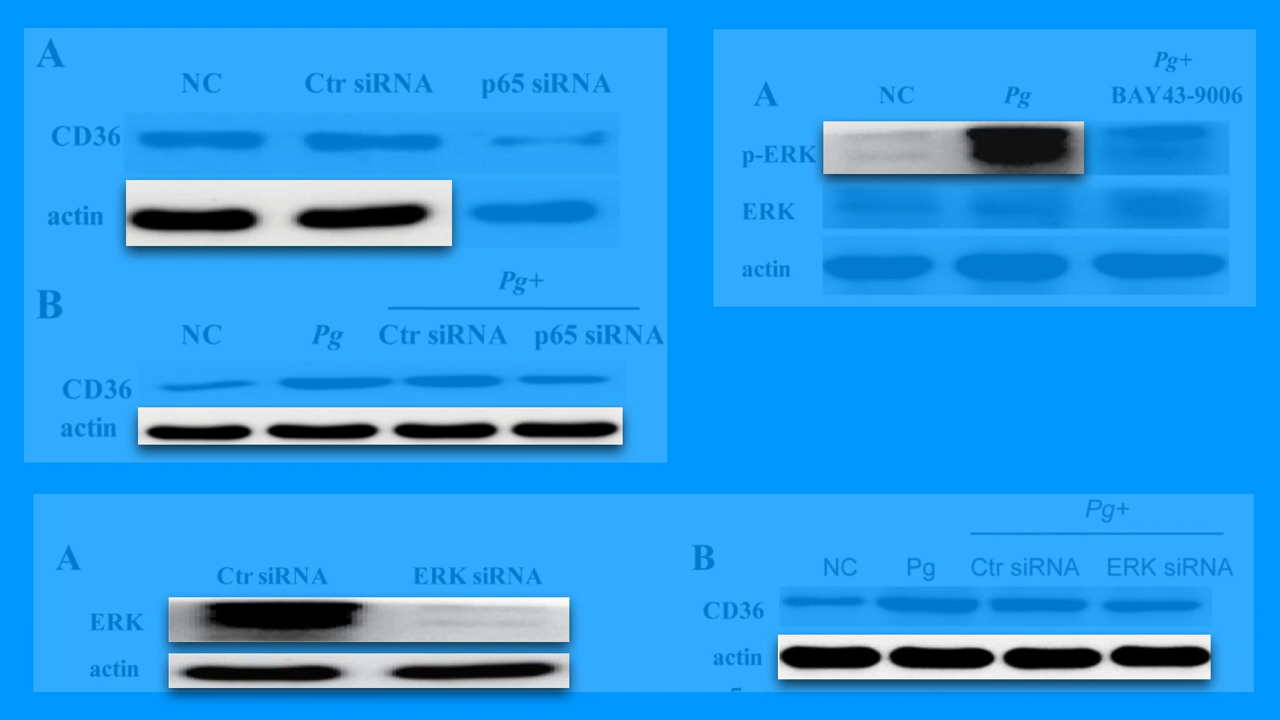 A
NC Ctr siRNA p65 siRNA
CD36
actin
Pg+
B
NC Pg Ctr siRNA p65 siRNA
CD36
actin
Pg+
A NC Pg BAY43-9006
p-ERK
ERK
actin
A
Ctr siRNA ERK siRNA
ERK
actin
Pg+
B
NC Pg Ctr siRNA ERK siRNA
CD36
actin